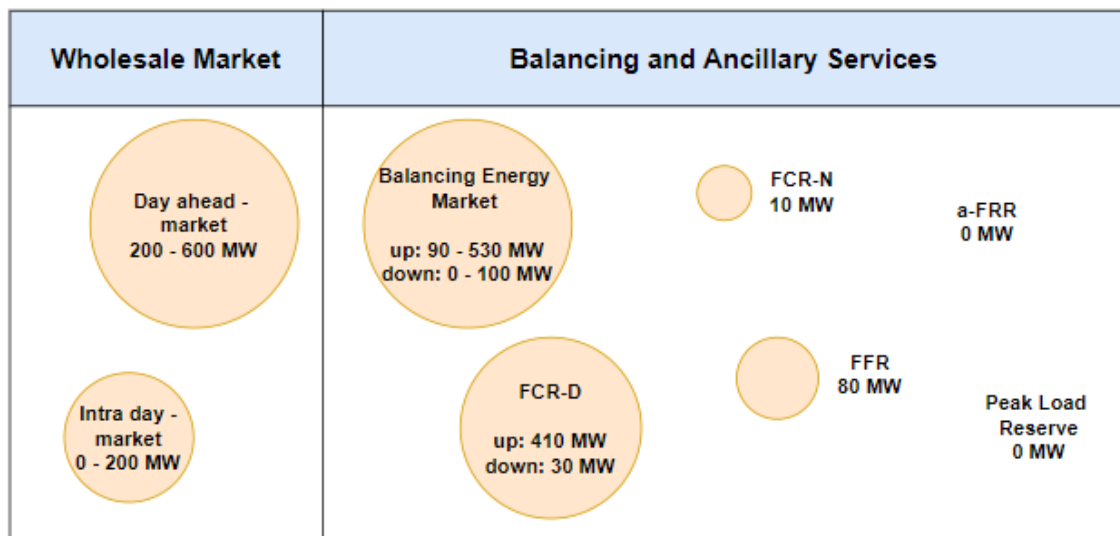 Wholesale Market
Balancing and Ancillary Services
Day ahead -
market
200 - 600 MW
Intra day -
market
0 - 200 MW
Balancing Energy
Market
up: 90 - 530 MW
down: 0 - 100 MW
FCR-N
10 MW
a-FRR
0 MW
FCR-D
up: 410 MW
down: 30 MW
FFR
80 MW
Peak Load
Reserve
0 MW